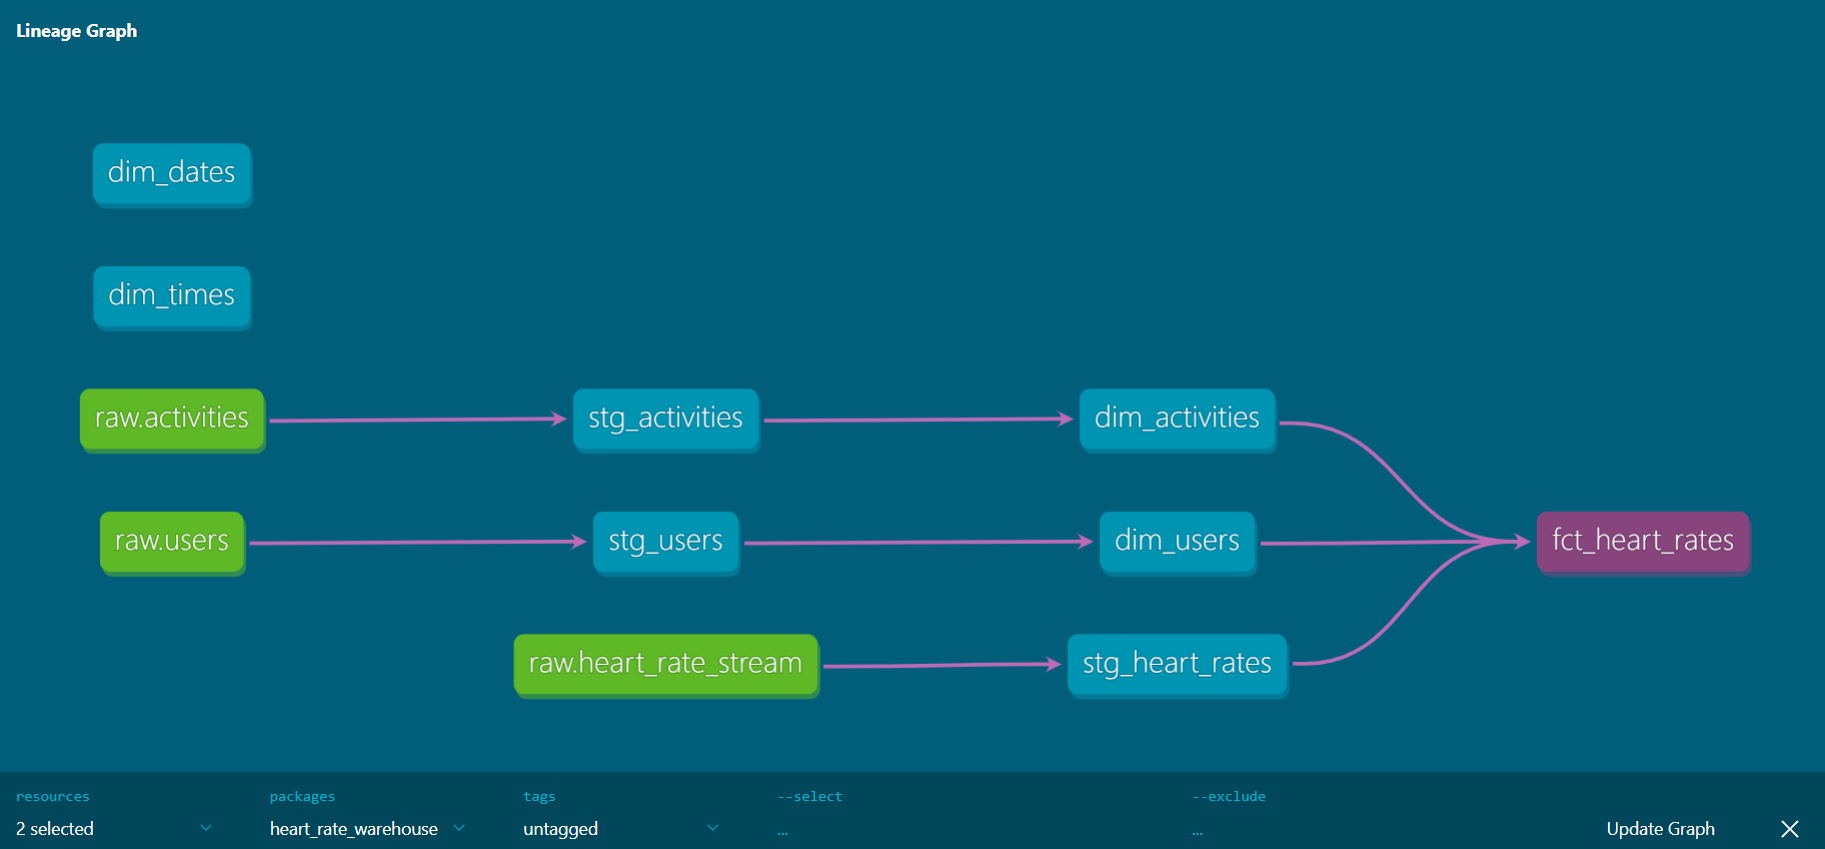 Lineage Graph
dim_dates
dim_times
raw.activities
stg_activities
dim_activities
raw.users
stg_users
dim_users
fct_heart_rates
raw.heart_rate_stream
stg_heart_rates
resources
packages
tags
--select
--exclude
2 selected
heart_rate_warehouse
untagged
...
...
Update Graph